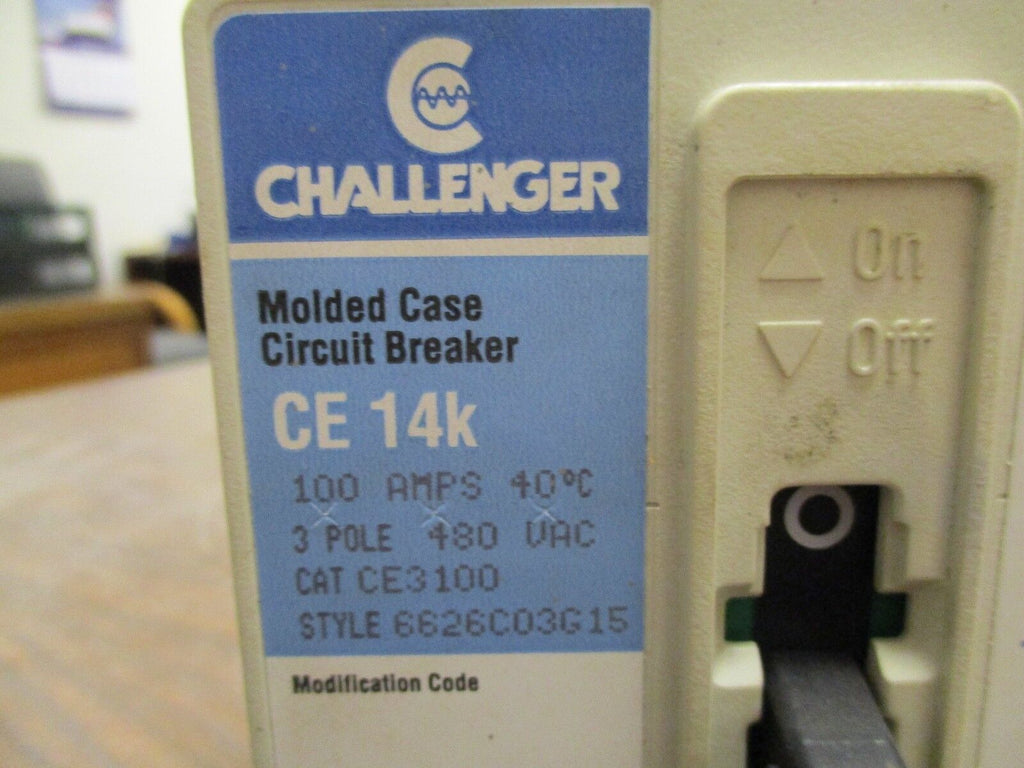 CHALLENGER
Molded Case
Circuit Breaker
CE 14k
100 AMPS 40°C
3 POLE 480 VAC
CAT CE3100
STYLE 6626C03G15
Modification Code
On
Off
O